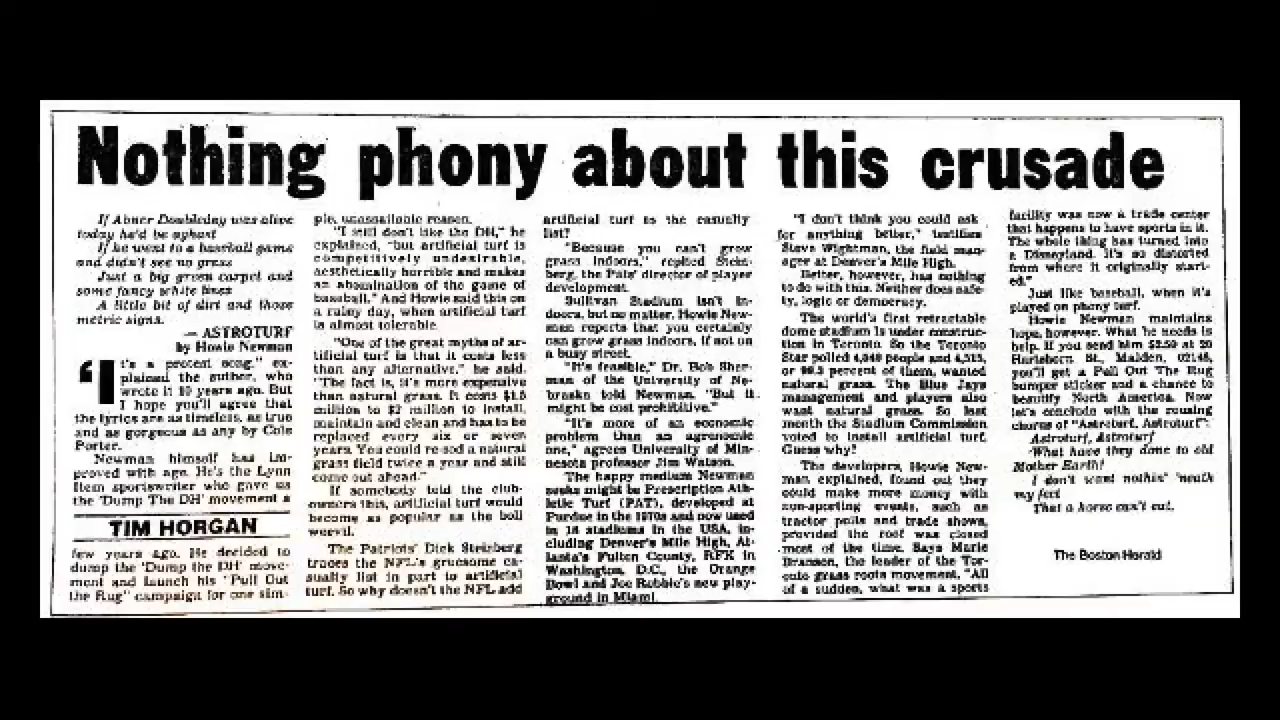 Nothing phony about this crusade
If Abner Doubleday was alive
today he'd be aghast
If he went to a baseball game
and didn't see no grass
Just a big green carpet and
some fancy white lines
A little bit of dirt and those
metric signs.
— ASTROTURF
by Howie Newman
'It's a protest song," ex-
plained the author, who
wrote it 10 years ago. But
I hope you'll agree that
the lyrics are as timeless, as true
and as gorgeous as any by Cole
Porter.
Newman himself has im-
proved with age. He's the Lynn
Item sportswriter who gave us
the 'Dump The DH' movement a
TIM HORGAN
few years ago. He decided to
dump the 'Dump the DH' move-
ment and launch his "Pull Out
the Rug" campaign for one sim-
ple, unassailable reason.
"I still don't like the DH," he
explained, "but artificial turf is
competitively undesirable,
aesthetically horrible and makes
an abomination of the game of
baseball." And Howie said this on
a rainy day, when artificial turf
is almost tolerable.
"One of the great myths of ar-
tificial turf is that it costs less
than any alternative," he said.
"The fact is, it's more expensive
than natural grass. It costs $1.5
million to $2 million to install,
maintain and clean and has to be
replaced every six or seven
years. You could re-sod a natural
grass field twice a year and still
come out ahead."
If somebody told the club-
owners this, artificial turf would
become as popular as the boll
weevil.
The Patriots' Dick Steinberg
traces the NFL's gruesome ca-
sualty list in part to artificial
turf. So why doesn't the NFL add
artificial turf to the casualty
list?
"Because you can't grow
grass indoors," replied Stein-
berg, the Pats' director of player
development.
Sullivan Stadium isn't in-
doors, but no matter. Howie New-
man reports that you certainly
can grow grass indoors, if not on
a busy street.
"It's feasible," Dr. Bob Sher-
man of the University of Ne-
braska told Newman. "But it
might be cost prohibitive."
"It's more of an economic
problem than an agronomic
one," agrees University of Min-
nesota professor Jim Watson.
The happy medium Newman
seeks might be Prescription Ath-
letic Turf (PAT), developed at
Purdue in the 1970s and now used
in 14 stadiums in the USA, in-
cluding Denver's Mile High, At-
lanta's Fulton County, RFK in
Washington, D.C., the Orange
Bowl and Joe Robbie's new play-
ground in Miami.
"I don't think you could ask
for anything better," testifies
Steve Wightman, the field man-
ager at Denver's Mile High.
Better, however, has nothing
to do with this. Neither does safe-
ty, logic or democracy.
The world's first retractable
dome stadium is under construc-
tion in Toronto. So the Toronto
Star polled and
of them, wanted
natural grass. The Blue Jays
management and players also
want natural grass. So last
month the Stadium Commission
voted to install artificial turf.
Guess why?
The developers, Howie New-
man explained, found out they
could make more money with
non-sporting events, such as
tractor pulls and trade shows,
provided the roof was closed
most of the time. Says Marie
the leader of the Tor-
onto grass roots movement, "All
of a sudden, what was a sports
facility was now a trade center
that happens to have sports in it.
The whole thing has turned into
a Disneyland. It's so distorted
from where it originally start-
ed."
Just like baseball, when it's
played on phony turf.
Howie Newman maintains
hope, however. What he needs is
help. If you send him $2.50 at 20
St., Malden, 02148,
you'll get a Pull Out The Rug
bumper sticker and a chance to
beautify North America. Now
let's conclude with the rousing
chorus of "Astroturf, Astroturf":
Astroturf, Astroturf
What have they done to old
Mother Earth?
I don't want nothin' 'neath
my feet
That a horse can't eat.
The Boston Herald